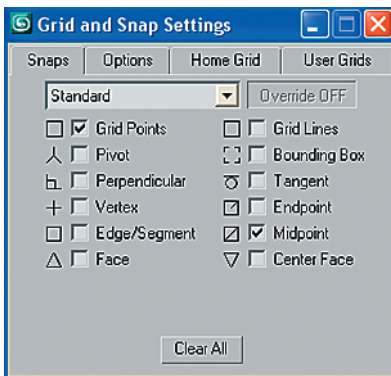 Grid and Snap Settings
Snaps Options Home Grid User Grids
Standard Override OFF
Grid Points Grid Lines
Pivot Bounding Box
Perpendicular Tangent
Vertex Endpoint
Edge/Segment Midpoint
Face Center Face
Clear All